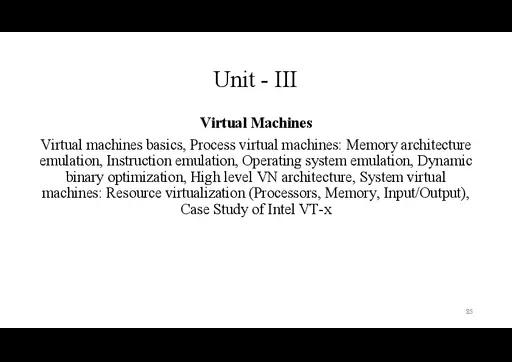 Unit - III
Virtual Machines
Virtual machines basics, Process virtual machines: Memory architecture
emulation, Instruction emulation, Operating system emulation, Dynamic
binary optimization, High level VN architecture, System virtual
machines: Resource virtualization (Processors, Memory, Input/Output),
Case Study of Intel VT-x
25